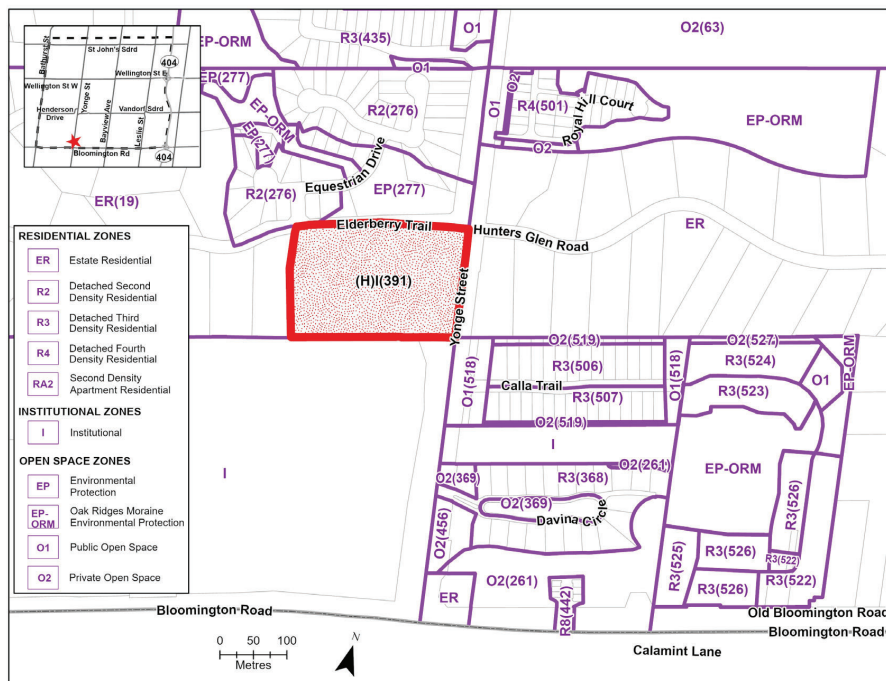 EP-ORM
R3(435)
O1
O2(63)
St John's Sdrd
404
Bathurst St
Wellington St E
Wellington St W
Yonge St
Bayview Ave
Leslie St
Henderson Drive
Vandorf Sdrd
Bloomington Rd
404
O1
EP(277)
EP-ORM
R2(276)
EP(277)
O1
O2
R4(501)
Royal Hill Court
EP-ORM
O2
Equestrian Drive
R2(276)
EP(277)
ER(19)
Elderberry Trail
Hunters Glen Road
ER
(H)I(391)
Yonge Street
RESIDENTIAL ZONES
ER
Estate Residential
R2
Detached Second
Density Residential
R3
Detached Third
Density Residential
R4
Detached Fourth
Density Residential
RA2
Second Density
Apartment Residential
INSTITUTIONAL ZONES
I
Institutional
OPEN SPACE ZONES
EP
Environmental
Protection
EP-
ORM
Oak Ridges Moraine
Environmental Protection
O1
Public Open Space
O2
Private Open Space
I
O2(519)
O2(527)
O1(518)
R3(506)
O1(518)
R3(524)
EP-ORM
Calla Trail
R3(523)
O1
R3(507)
O2(519)
I
O2(261)
O2(369)
R3(368)
EP-ORM
O2(369)
Davina Circle
R3(526)
O2(456)
R3(525)
R3(526)
R3(522)
O2(261)
R3(526)
R3(522)
ER
R8(442)
Bloomington Road
Old Bloomington Road
Bloomington Road
Calamint Lane
0 50 100
Metres
N